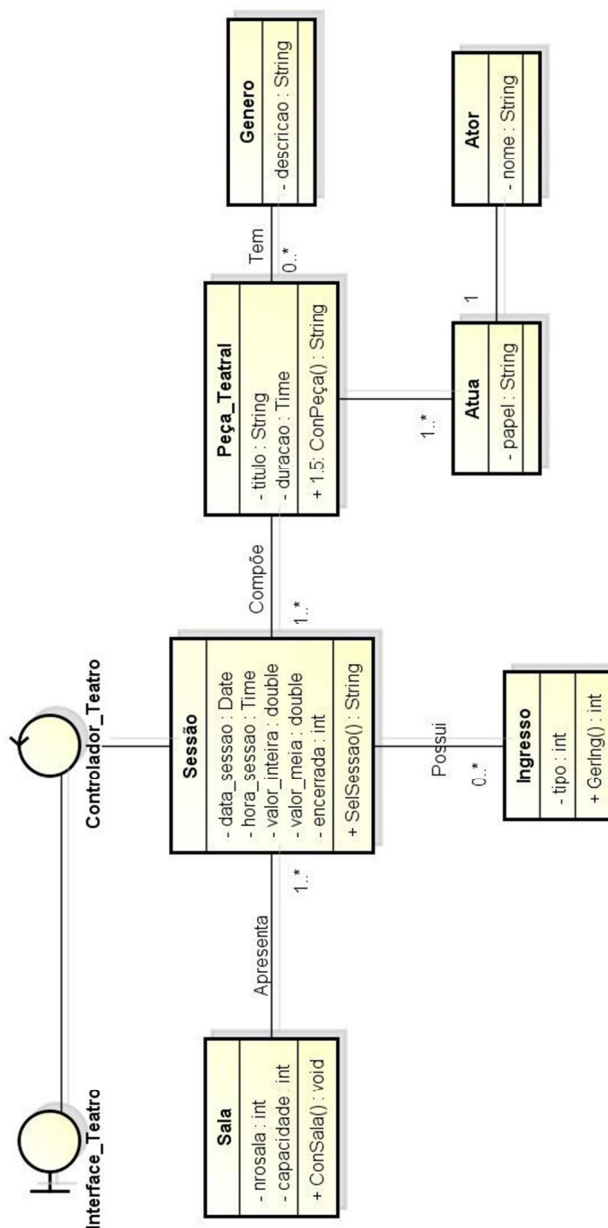 Interface_Teatro
Controlador_Teatro
Sala
- nrosala : int
- capacidade : int
+ ConSala() : void
Apresenta
1..*
Sessão
- data_sessao : Date
- hora_sessao : Time
- valor_inteira : double
- valor_meia : double
- encerrada : int
+ SelSessao() : String
Compõe
1..*
Peça_Teatral
- titulo : String
- duracao : Time
+ 1.5: ConPeça() : String
Tem
0..*
Genero
- descricao : String
Possui
0..*
Ingresso
- tipo : int
+ GerIng() : int
1..*
Atua
- papel : String
1
Ator
- nome : String